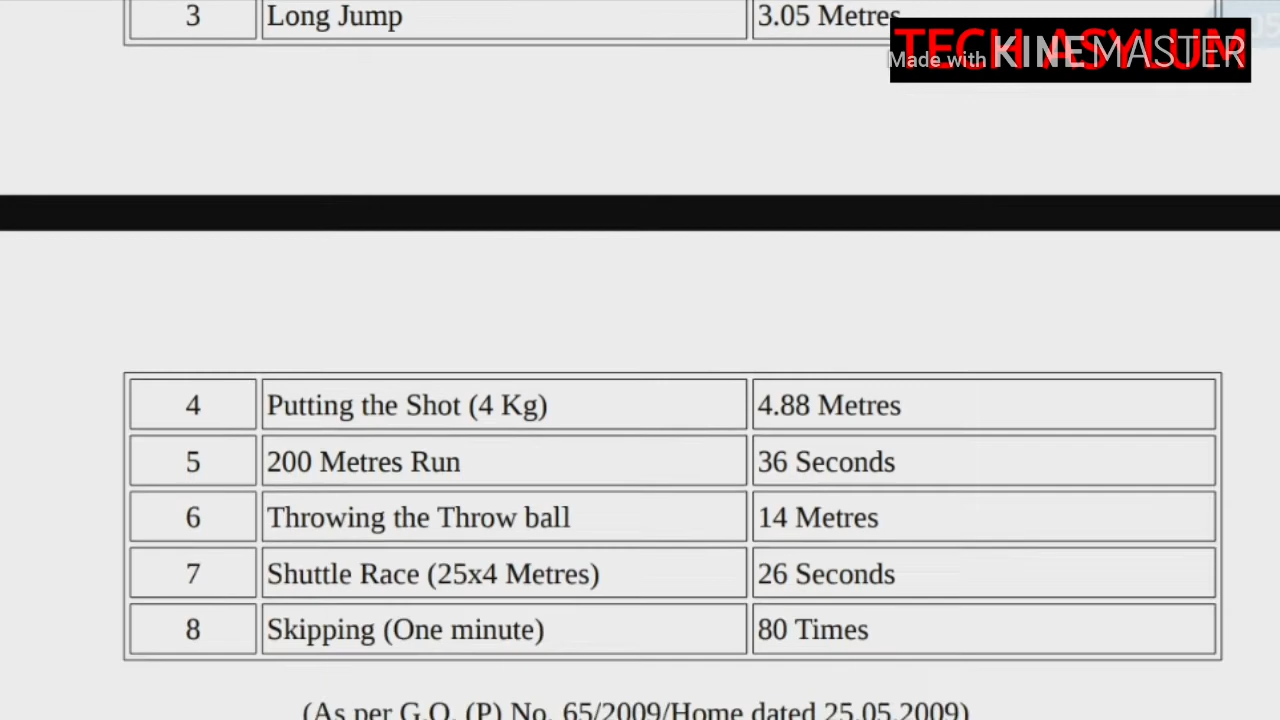 3 Long Jump 3.05 Metres
TECH ASYLUM
Made with KINEMASTER
4 Putting the Shot (4 Kg) 4.88 Metres
5 200 Metres Run 36 Seconds
6 Throwing the Throw ball 14 Metres
7 Shuttle Race (25x4 Metres) 26 Seconds
8 Skipping (One minute) 80 Times
(As per G.O. (P) No. 65/2009/Home dated 25.05.2009)